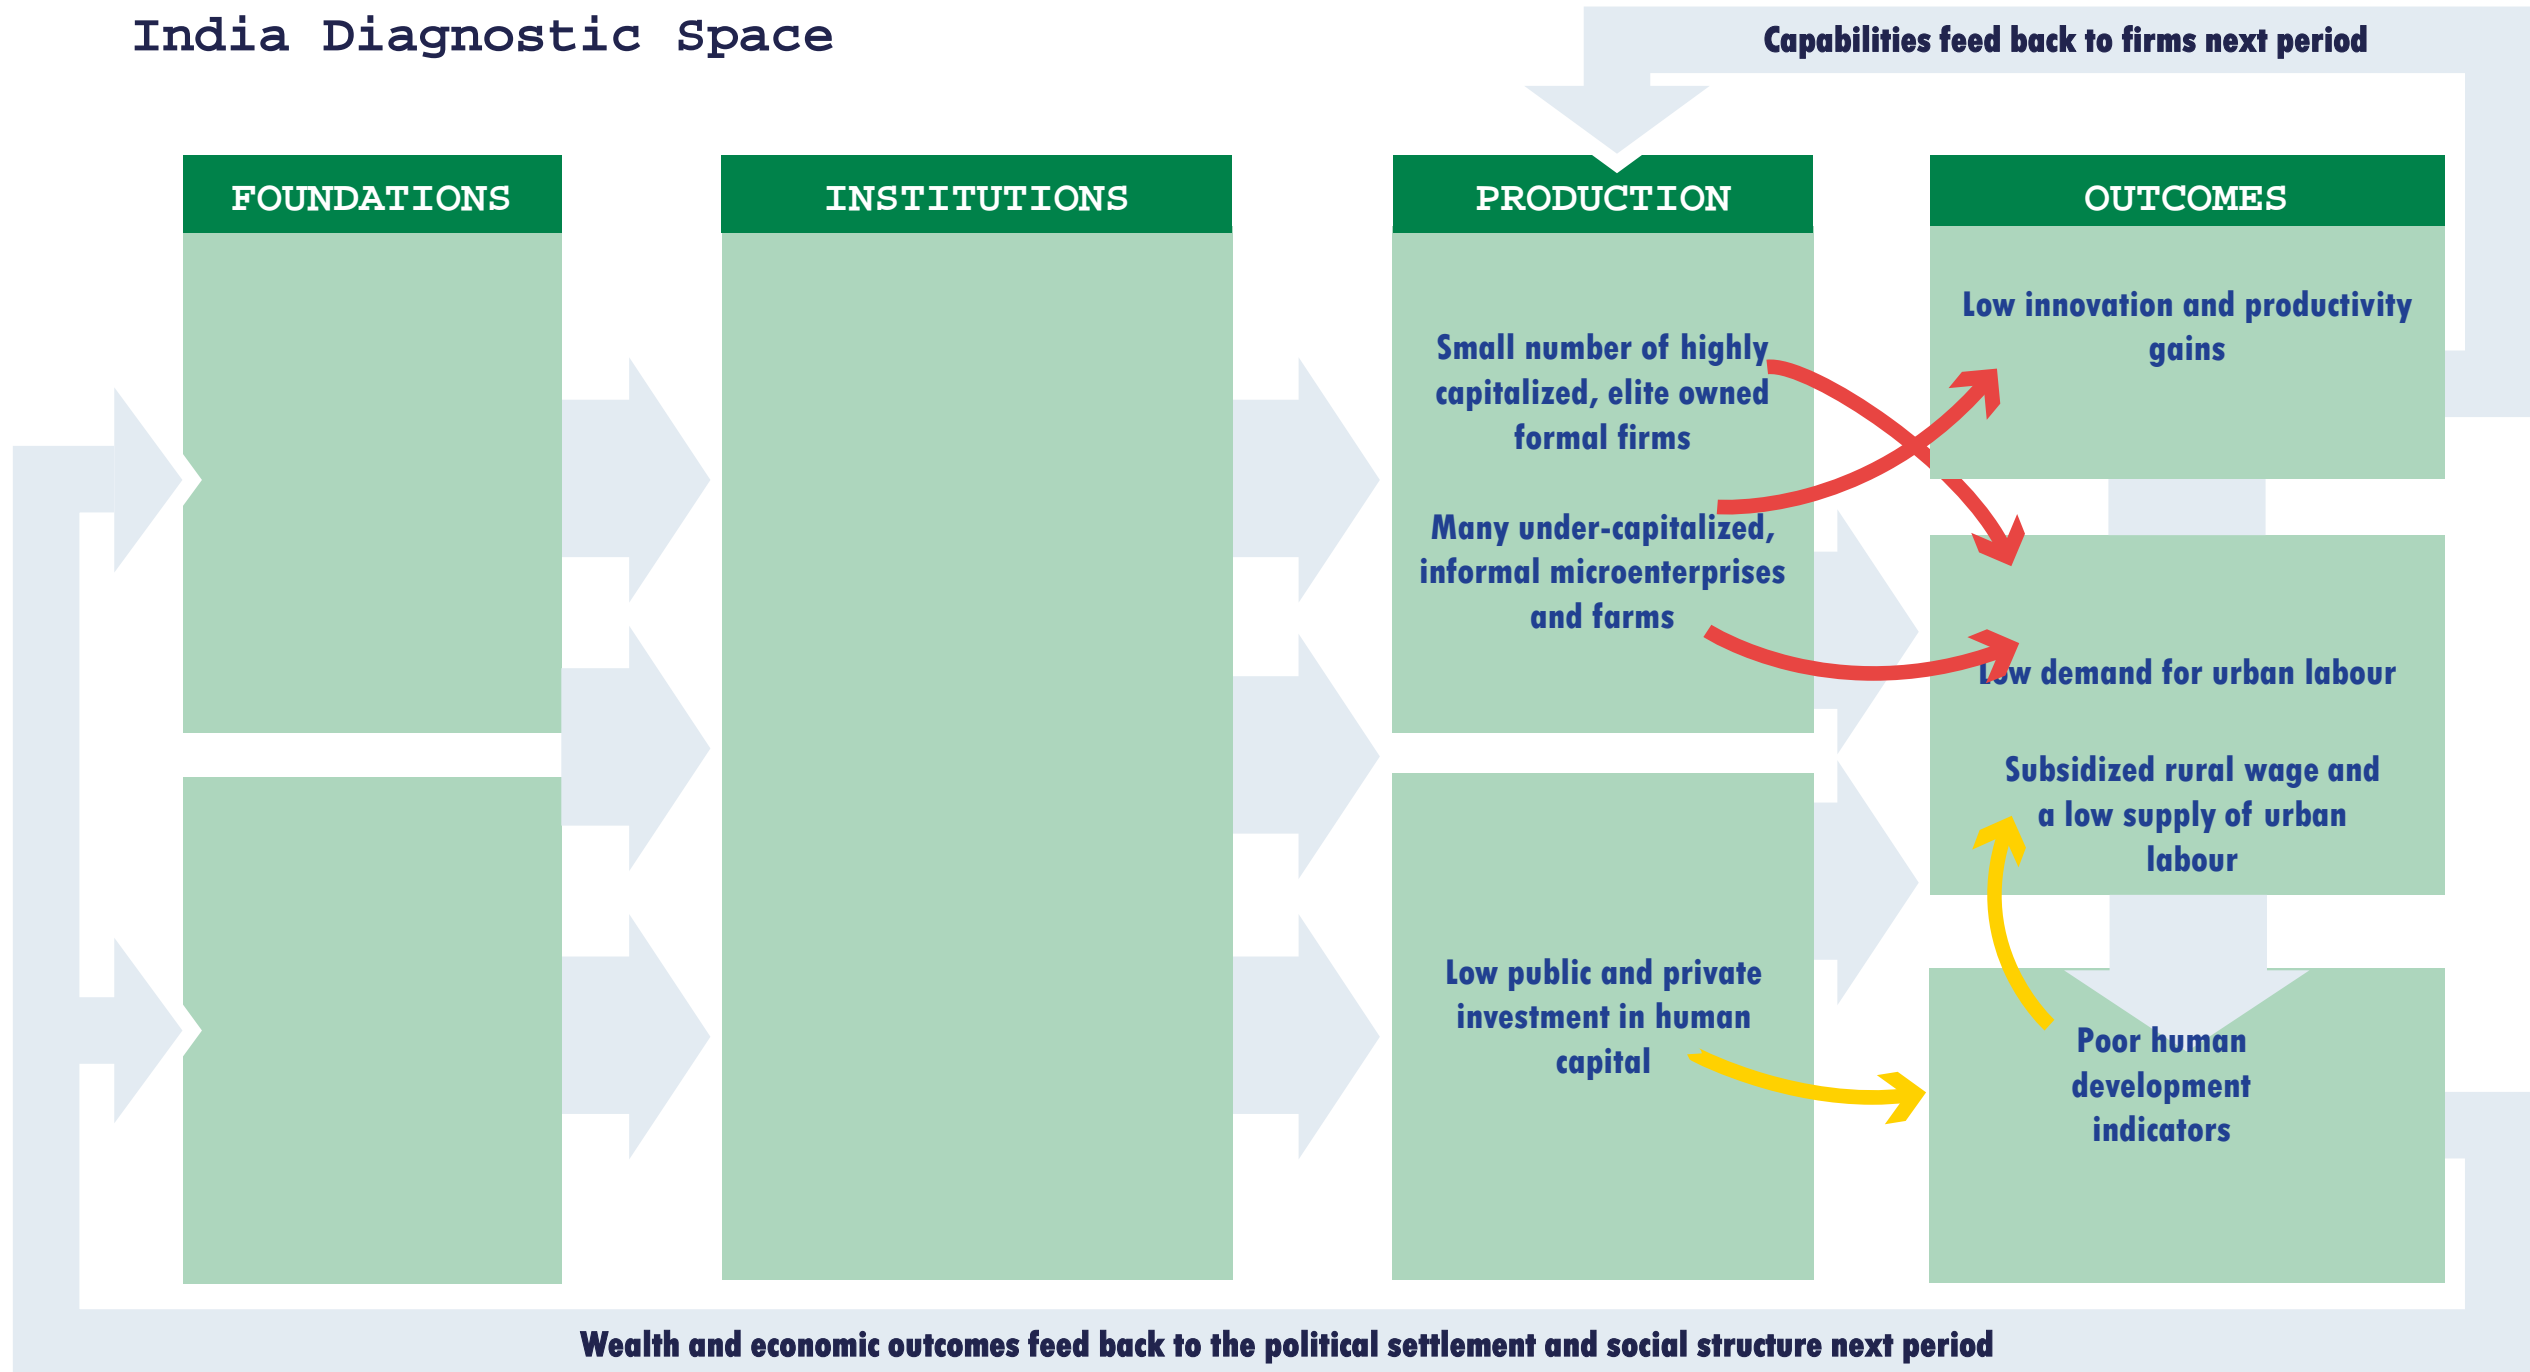 India Diagnostic Space
Capabilities feed back to firms next period
FOUNDATIONS
INSTITUTIONS
PRODUCTION
OUTCOMES
Small number of highly
capitalized, elite owned
formal firms
Many under-capitalized,
informal microenterprises
and farms
Low public and private
investment in human
capital
Low innovation and productivity
gains
Low demand for urban labour
Subsidized rural wage and
a low supply of urban
labour
Poor human
development
indicators
Wealth and economic outcomes feed back to the political settlement and social structure next period